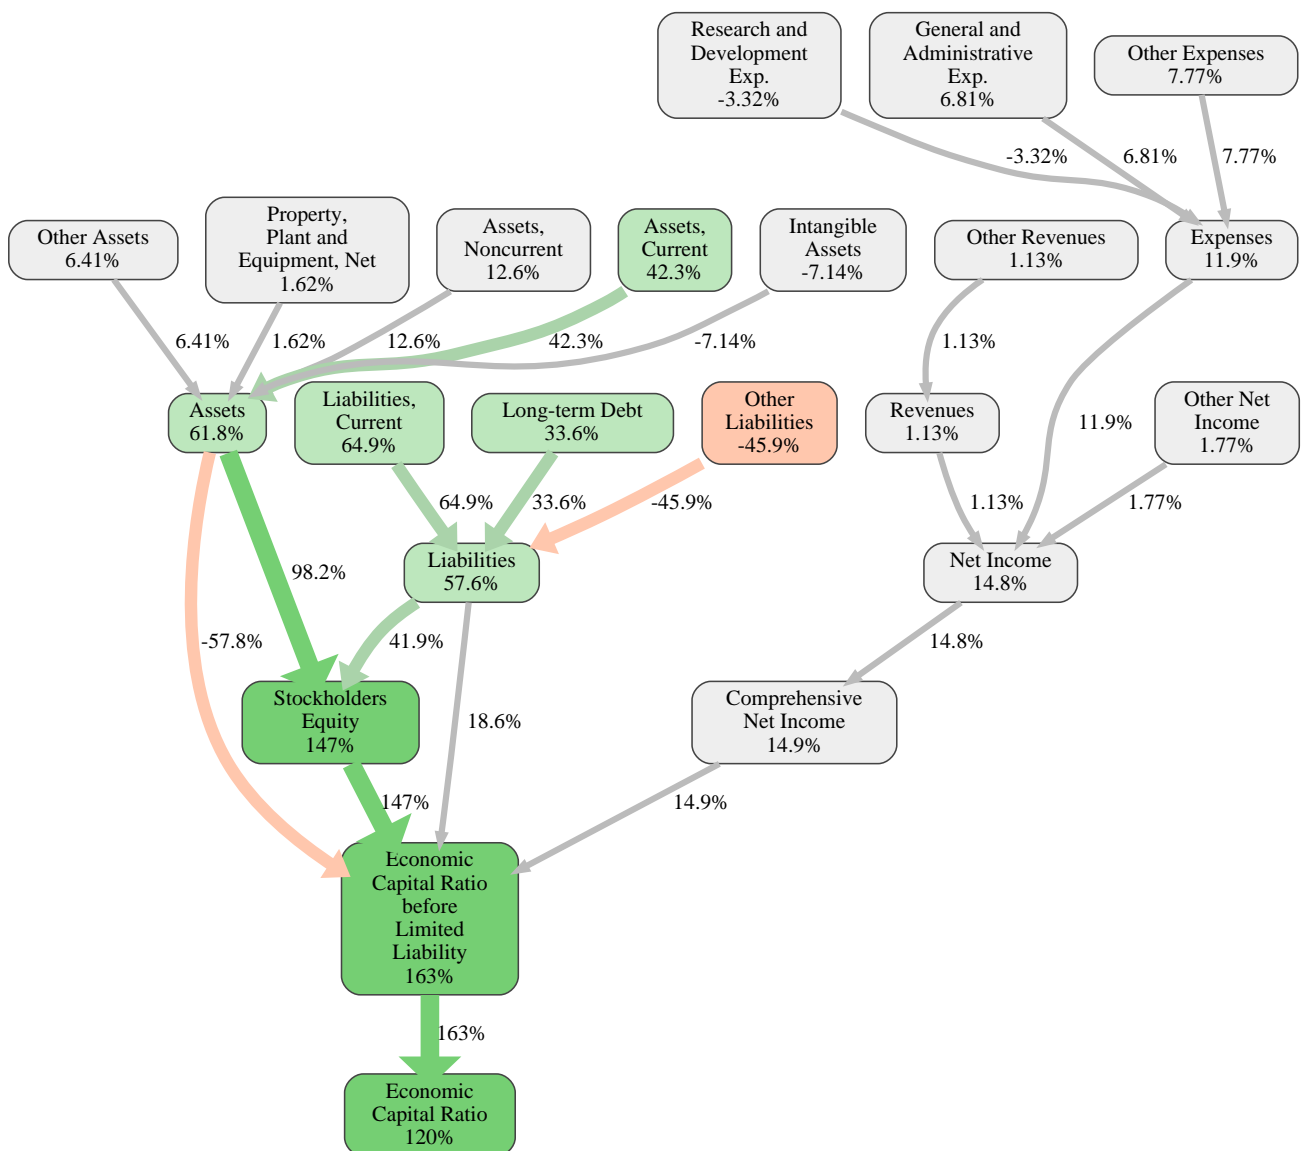 Research and
Development
Exp.
-3.32%
General and
Administrative
Exp.
6.81%
Other Expenses
7.77%
-3.32%
6.81%
7.77%
Other Assets
6.41%
Property,
Plant and
Equipment, Net
1.62%
Assets,
Noncurrent
12.6%
Assets,
Current
42.3%
Intangible
Assets
-7.14%
Other Revenues
1.13%
Expenses
11.9%
6.41%
1.62%
12.6%
42.3%
-7.14%
1.13%
11.9%
Assets
61.8%
Liabilities,
Current
64.9%
Long-term Debt
33.6%
Other
Liabilities
-45.9%
Revenues
1.13%
Other Net
Income
1.77%
64.9%
33.6%
-45.9%
1.13%
1.77%
98.2%
Liabilities
57.6%
Net Income
14.8%
-57.8%
41.9%
14.8%
Stockholders
Equity
147%
18.6%
Comprehensive
Net Income
14.9%
147%
14.9%
Economic
Capital Ratio
before
Limited
Liability
163%
163%
Economic
Capital Ratio
120%